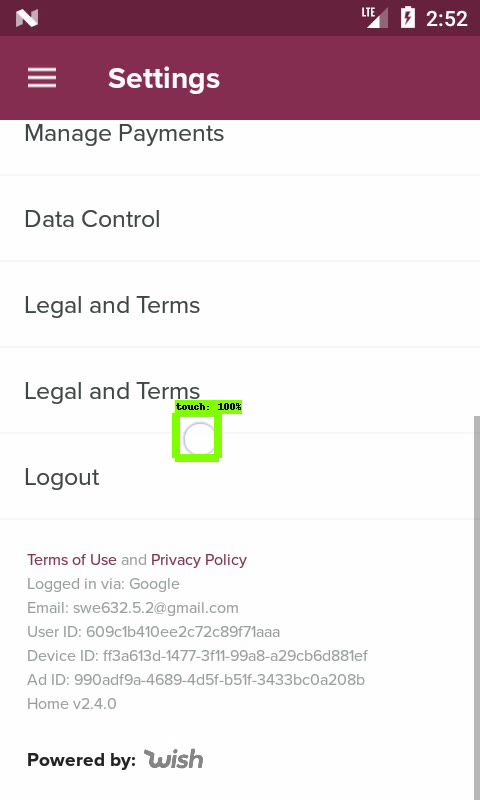 LTE 2:52
Settings
Manage Payments
Data Control
Legal and Terms
Legal and Terms
touch: 100%
Logout
Terms of Use and Privacy Policy
Logged in via: Google
Email: swe632.5.2@gmail.com
User ID: 609c1b410ee2c72c89f71aaa
Device ID: ff3a613d-1477-3f11-99a8-a29cb6d881ef
Ad ID: 990adf9a-4689-4d5f-b51f-3433bc0a208b
Home v2.4.0
Powered by: wish